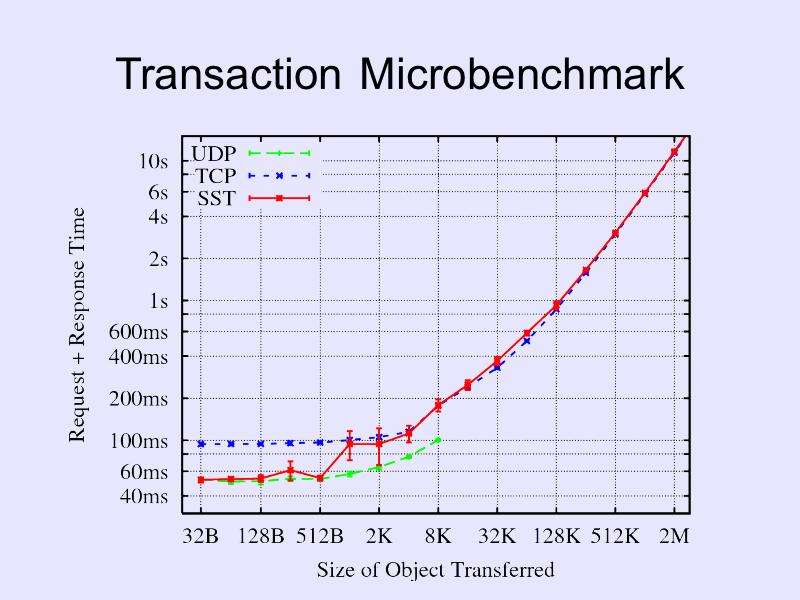 Transaction Microbenchmark
UDP
TCP
SST
10s
6s
4s
2s
1s
600ms
400ms
200ms
100ms
60ms
40ms
Request + Response Time
32B 128B 512B 2K 8K 32K 128K 512K 2M
Size of Object Transferred